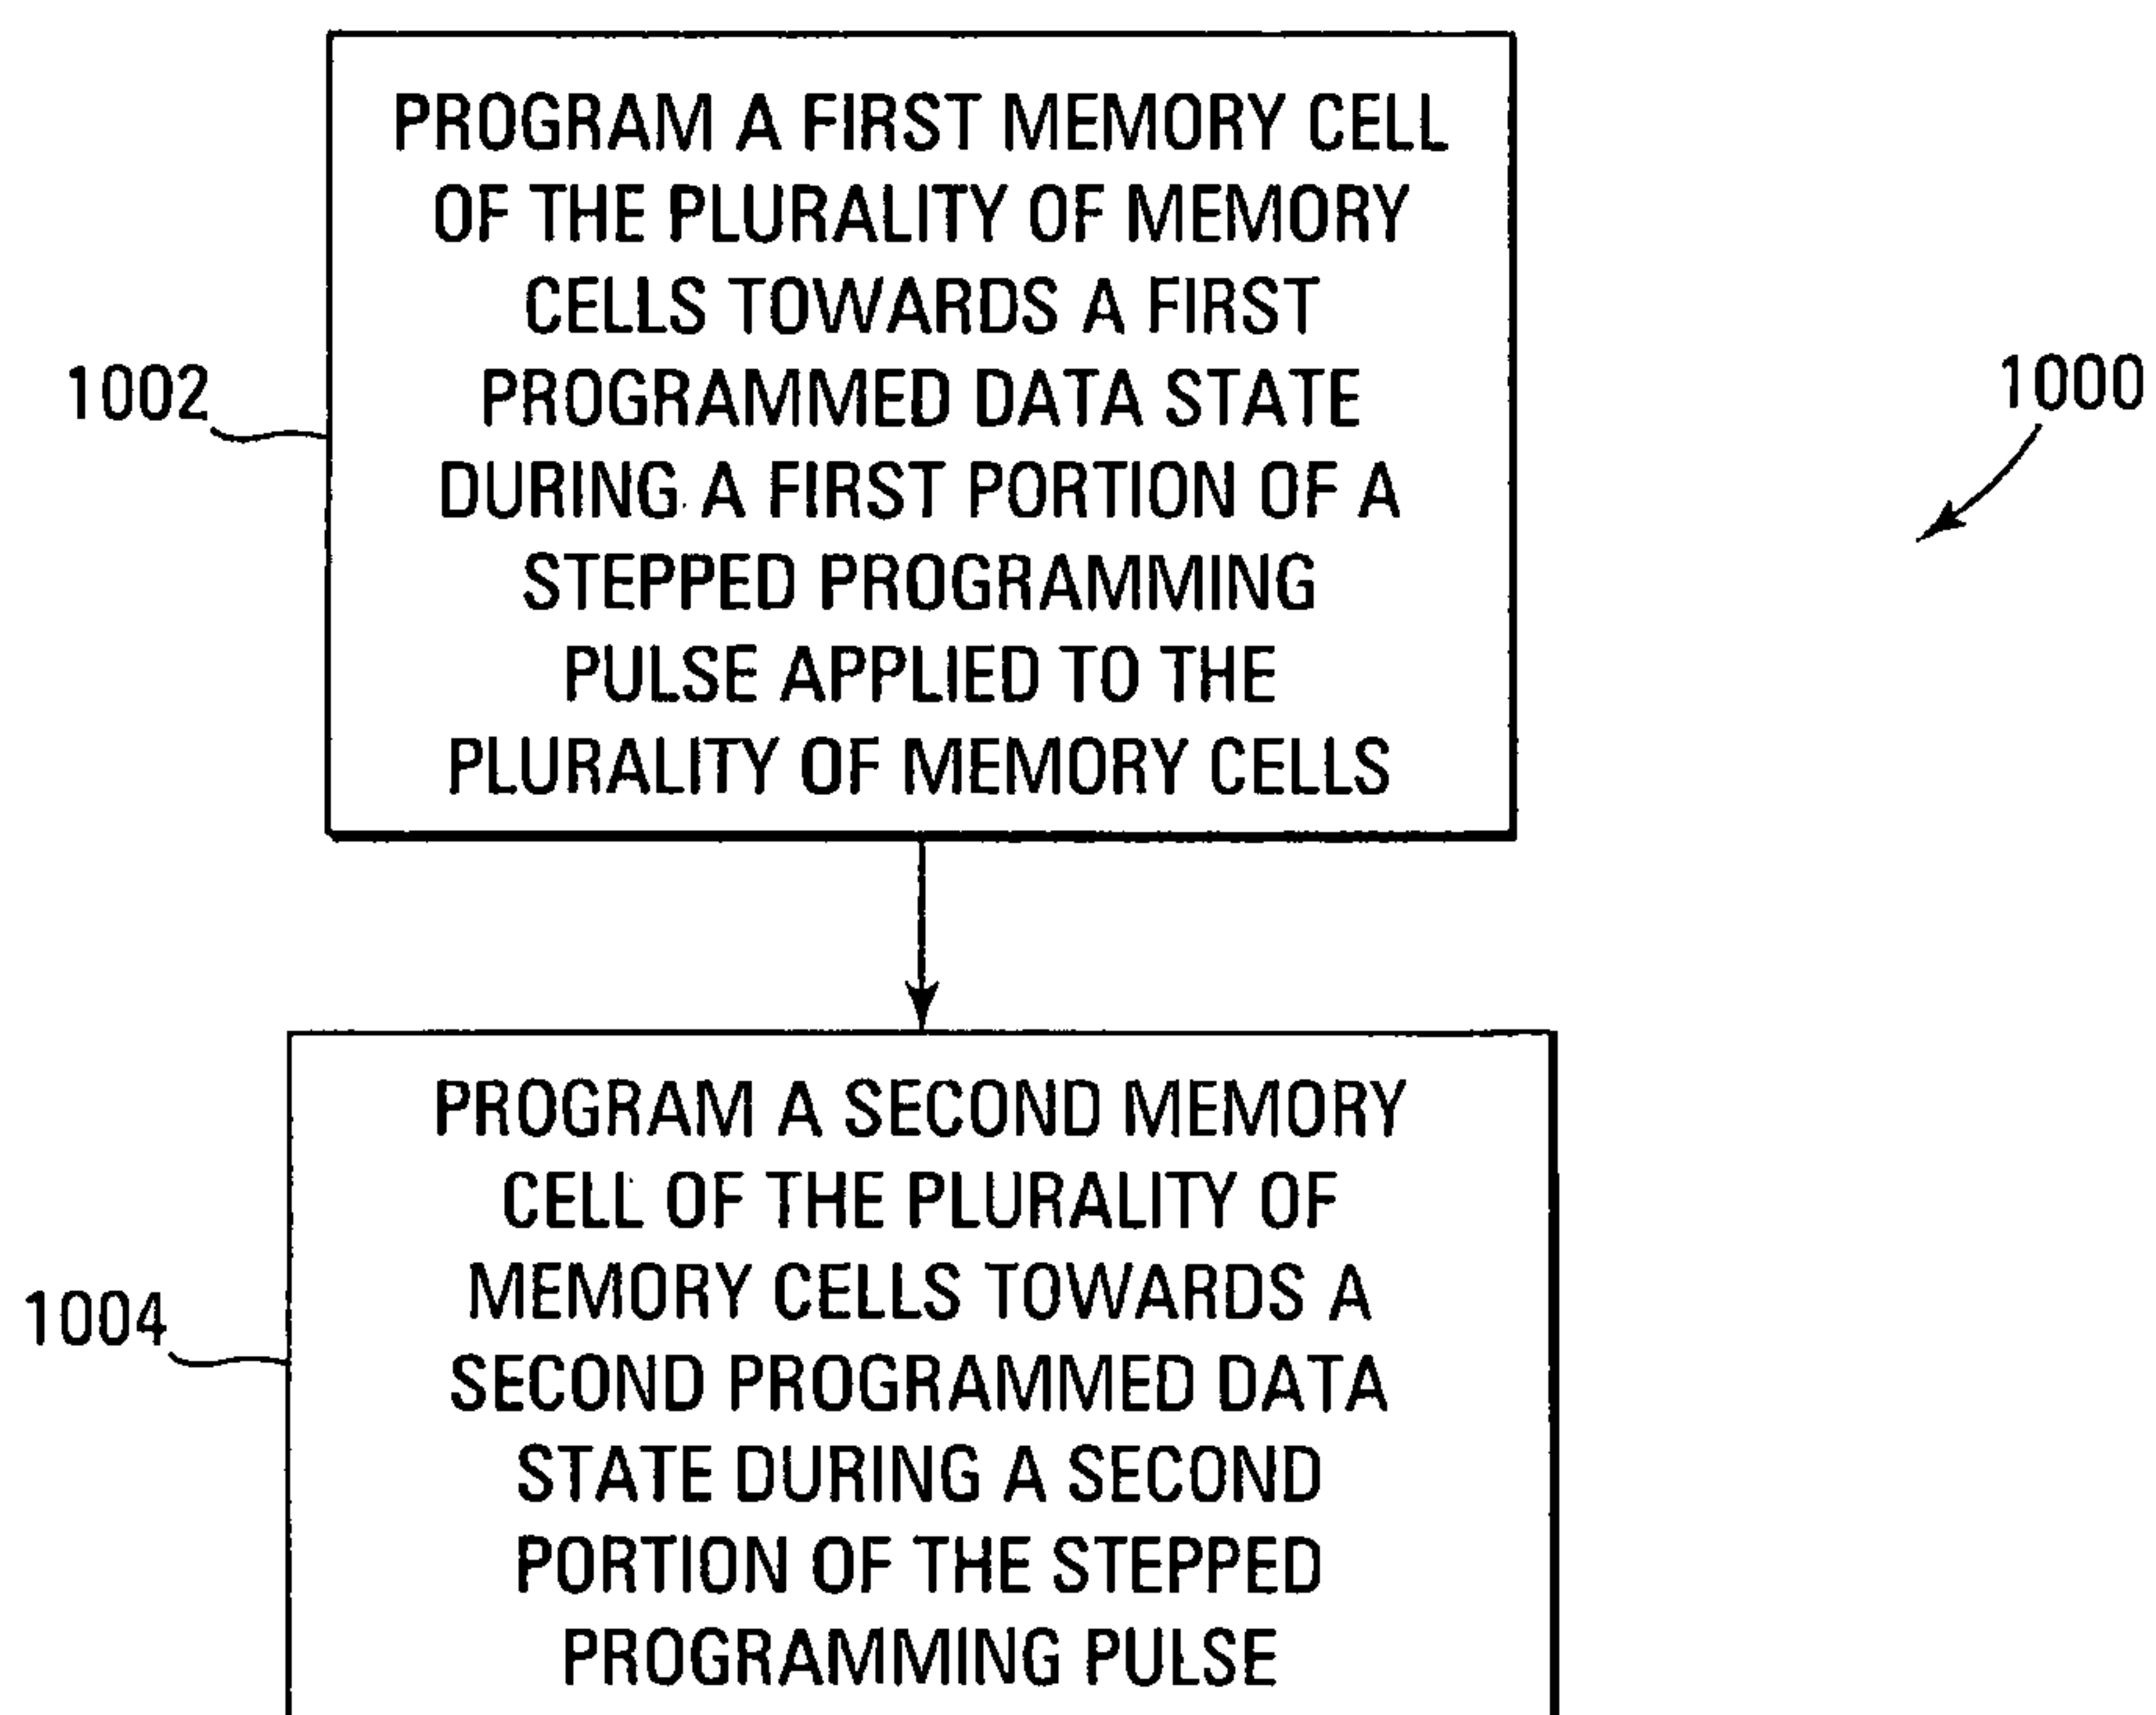 PROGRAM A FIRST MEMORY CELL
OF THE PLURALITY OF MEMORY
CELLS TOWARDS A FIRST
PROGRAMMED DATA STATE
DURING A FIRST PORTION OF A
STEPPED PROGRAMMING
PULSE APPLIED TO THE
PLURALITY OF MEMORY CELLS
1002
1000
PROGRAM A SECOND MEMORY
CELL OF THE PLURALITY OF
MEMORY CELLS TOWARDS A
SECOND PROGRAMMED DATA
STATE DURING A SECOND
PORTION OF THE STEPPED
PROGRAMMING PULSE
1004